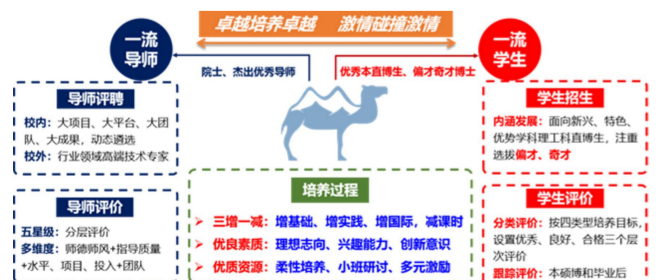 卓越培养卓越 激情碰撞激情
一流
导师
一流
学生
院士、杰出优秀导师
优秀本直博生、偏才奇才博士
导师评聘
校内：大项目、大平台、大团
队、大成果，动态遴选
校外：行业领域高端技术专家
学生招生
内涵发展：面向新兴、特色、
优势学科理工科直博生，注重
选拔偏才、奇才
导师评价
五星级：分层评价
多维度：师德师风+指导质量
+水平、项目、投入+团队
培养过程
➤ 三增一减：增基础、增实践、增国际，减课时
➤ 优良素质：理想志向、兴趣能力、创新意识
➤ 优质资源：柔性培养、小班研讨、多元激励
学生评价
分类评价：按四类型培养目标，
设置优秀、良好、合格三个层
次评价
跟踪评价：本硕博和毕业后